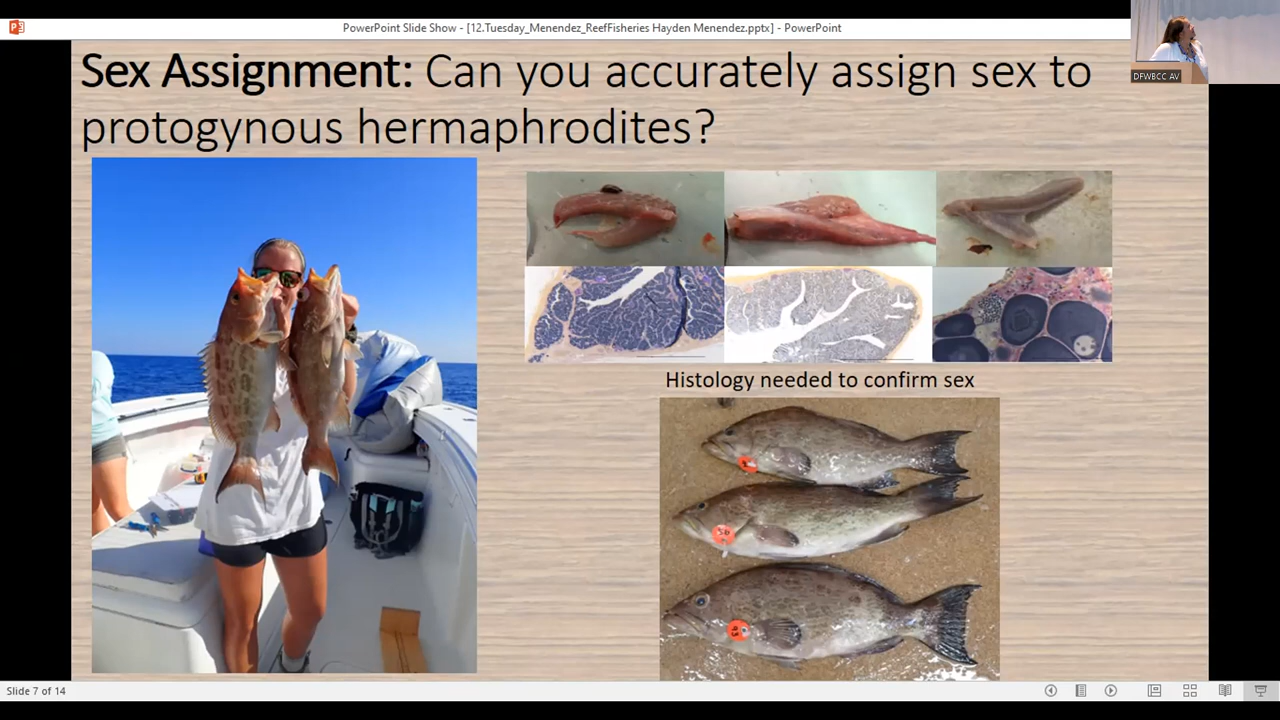 PowerPoint Slide Show - [12.Tuesday_Menendez_ReefFisheries Hayden Menendez.pptx] - PowerPoint
DFWBCC AV
Sex Assignment: Can you accurately assign sex to
protogynous hermaphrodites?
Histology needed to confirm sex
Slide 7 of 14